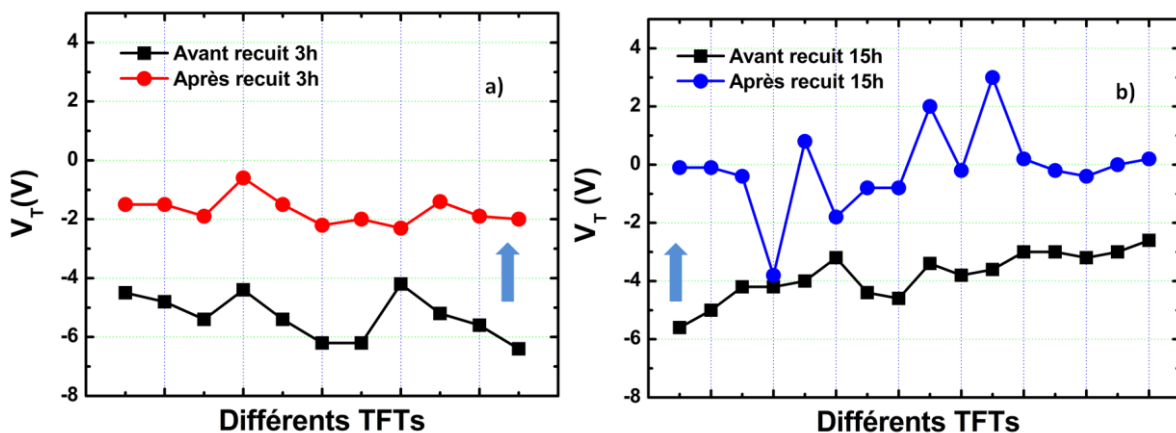 4
2
0
-2
-4
-6
-8
V_T(V)
Avant recuit 3h
Après recuit 3h
a)
Différents TFTs
4
2
0
-2
-4
-6
-8
V_T (V)
Avant recuit 15h
Après recuit 15h
b)
Différents TFTs